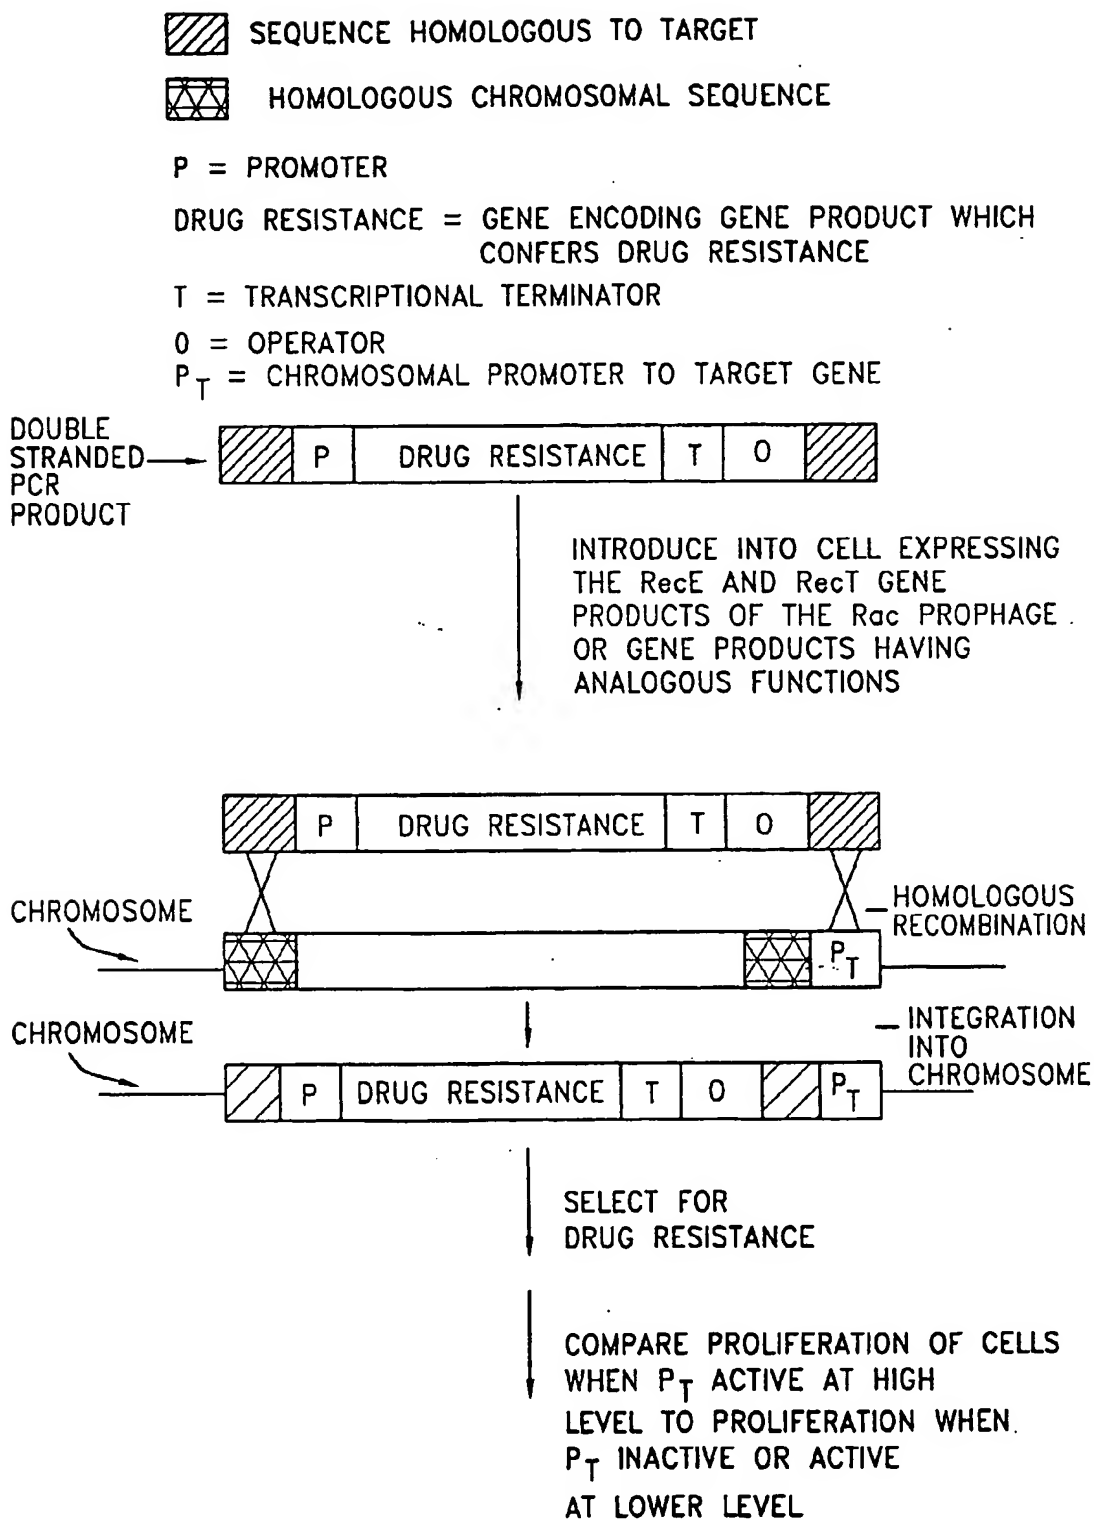 SEQUENCE HOMOLOGOUS TO TARGET
HOMOLOGOUS CHROMOSOMAL SEQUENCE
P = PROMOTER
DRUG RESISTANCE = GENE ENCODING GENE PRODUCT WHICH
CONFERS DRUG RESISTANCE
T = TRANSCRIPTIONAL TERMINATOR
O = OPERATOR
PT = CHROMOSOMAL PROMOTER TO TARGET GENE
DOUBLE
STRANDED
PCR
PRODUCT
P DRUG RESISTANCE T O
INTRODUCE INTO CELL EXPRESSING
THE RecE AND RecT GENE
PRODUCTS OF THE Rac PROPHAGE
OR GENE PRODUCTS HAVING
ANALOGOUS FUNCTIONS
P DRUG RESISTANCE T O
HOMOLOGOUS
RECOMBINATION
CHROMOSOME
PT
CHROMOSOME
INTEGRATION
INTO
CHROMOSOME
P DRUG RESISTANCE T O PT
SELECT FOR
DRUG RESISTANCE
COMPARE PROLIFERATION OF CELLS
WHEN PT ACTIVE AT HIGH
LEVEL TO PROLIFERATION WHEN
PT INACTIVE OR ACTIVE
AT LOWER LEVEL